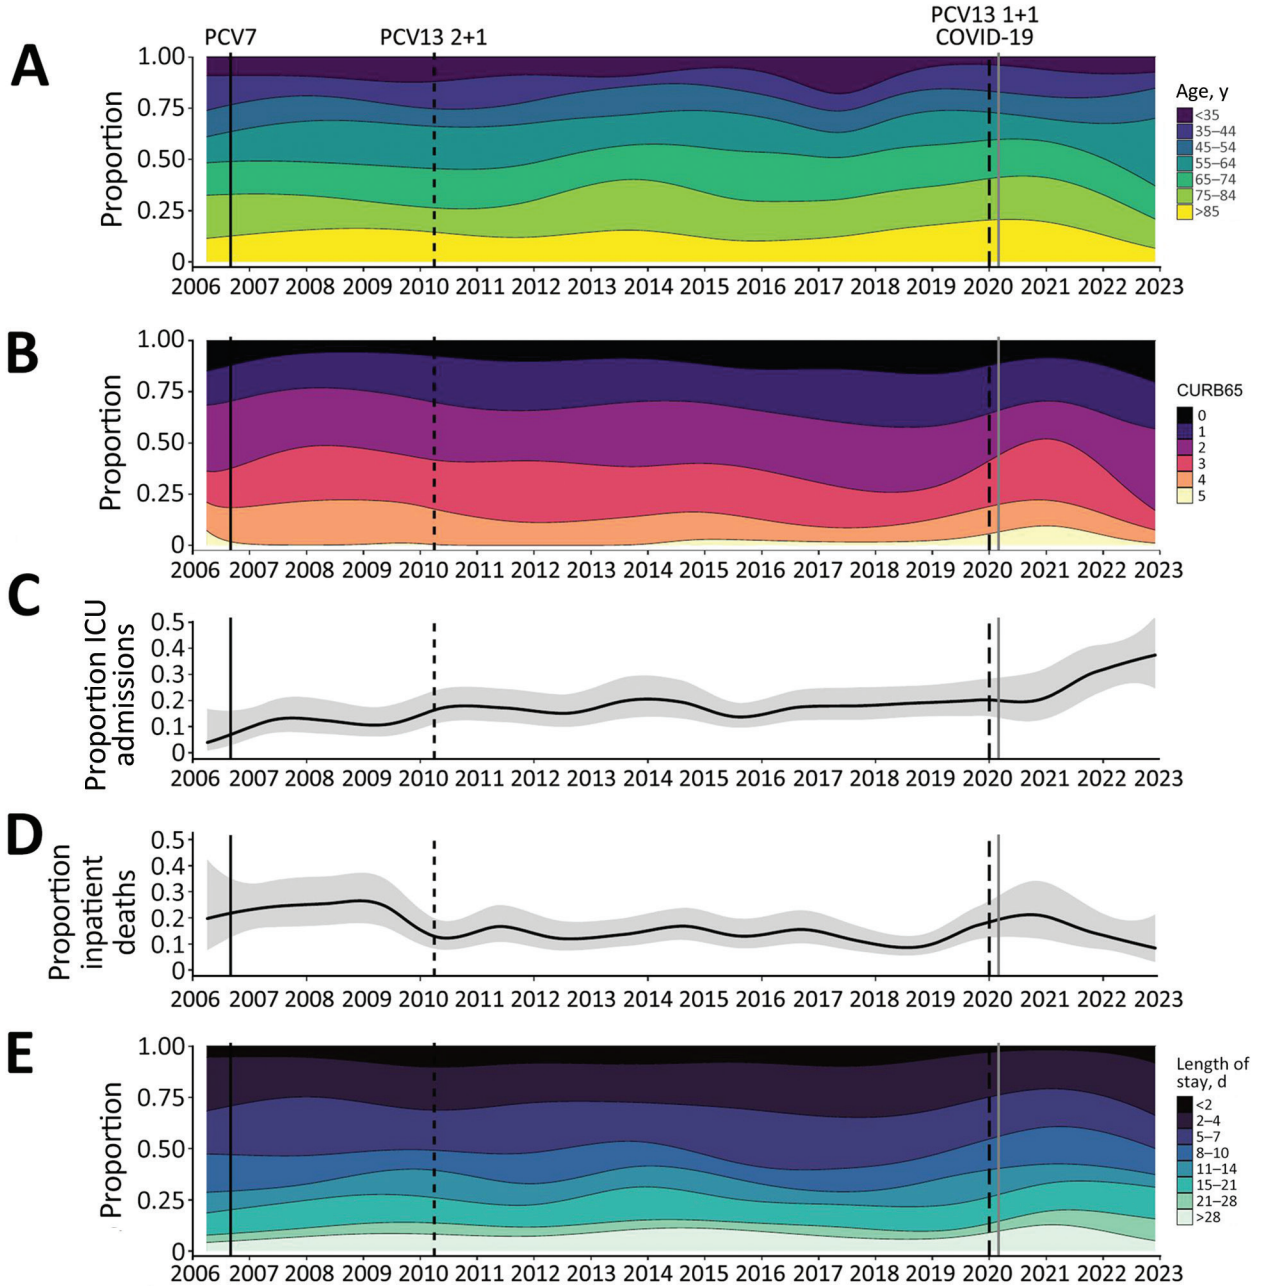 PCV13 1+1
PCV7 PCV13 2+1 COVID-19
A
1.00
0.75
0.50
0.25
0
Proportion
2006 2007 2008 2009 2010 2011 2012 2013 2014 2015 2016 2017 2018 2019 2020 2021 2022 2023
Age, y
<35
35–44
45–54
55–64
65–74
75–84
>85
B
1.00
0.75
0.50
0.25
0
Proportion
2006 2007 2008 2009 2010 2011 2012 2013 2014 2015 2016 2017 2018 2019 2020 2021 2022 2023
CURB65
0
1
2
3
4
5
C
Proportion ICU
admissions
0.5
0.4
0.3
0.2
0.1
0
2006 2007 2008 2009 2010 2011 2012 2013 2014 2015 2016 2017 2018 2019 2020 2021 2022 2023
D
Proportion
inpatient
deaths
0.5
0.4
0.3
0.2
0.1
0
2006 2007 2008 2009 2010 2011 2012 2013 2014 2015 2016 2017 2018 2019 2020 2021 2022 2023
E
1.00
0.75
0.50
0.25
0
Proportion
2006 2007 2008 2009 2010 2011 2012 2013 2014 2015 2016 2017 2018 2019 2020 2021 2022 2023
Length of
stay, d
<2
2–4
5–7
8–10
11–14
15–21
21–28
>28